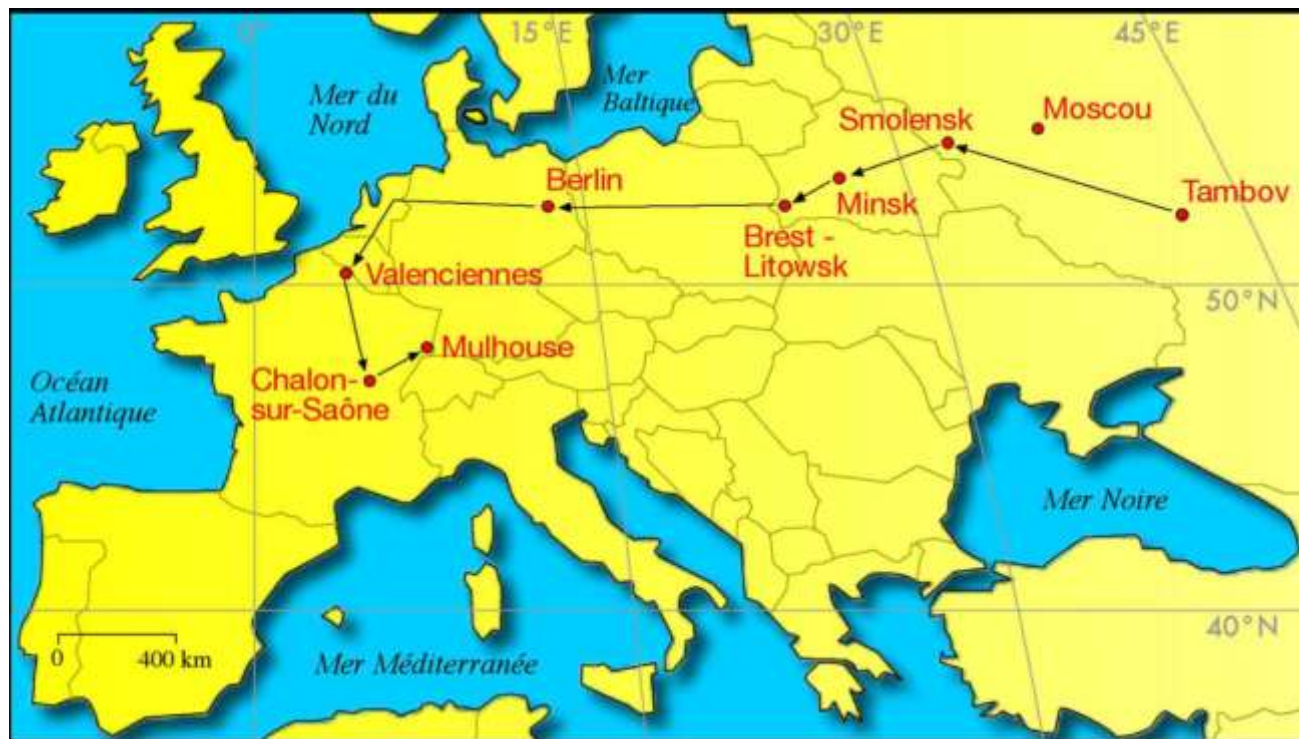 0°
15°E
30°E
45°E
Mer du
Nord
Mer
Baltique
Moscou
Smolensk
Berlin
Minsk
Tambov
Brest -
Litowsk
Valenciennes
50°N
Mulhouse
Océan
Atlantique
Chalon-
sur-Saône
Mer Noire
40°N
0 400 km
Mer Méditerranée